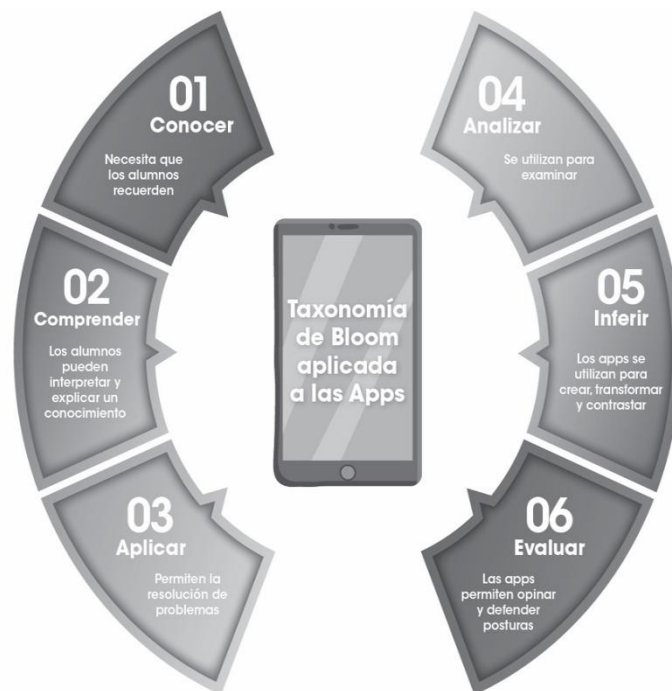 01
Conocer
Necesita que
los alumnos
recuerden
02
Comprender
Los alumnos
pueden
interpretar y
explicar un
conocimiento
03
Aplicar
Permiten la
resolución de
problemas
Taxonomía
de Bloom
aplicada
a las Apps
04
Analizar
Se utilizan para
examinar
05
Inferir
Los apps se
utilizan para
crear, transformar
y contrastar
06
Evaluar
Las apps
permiten opinar
y defender
posturas